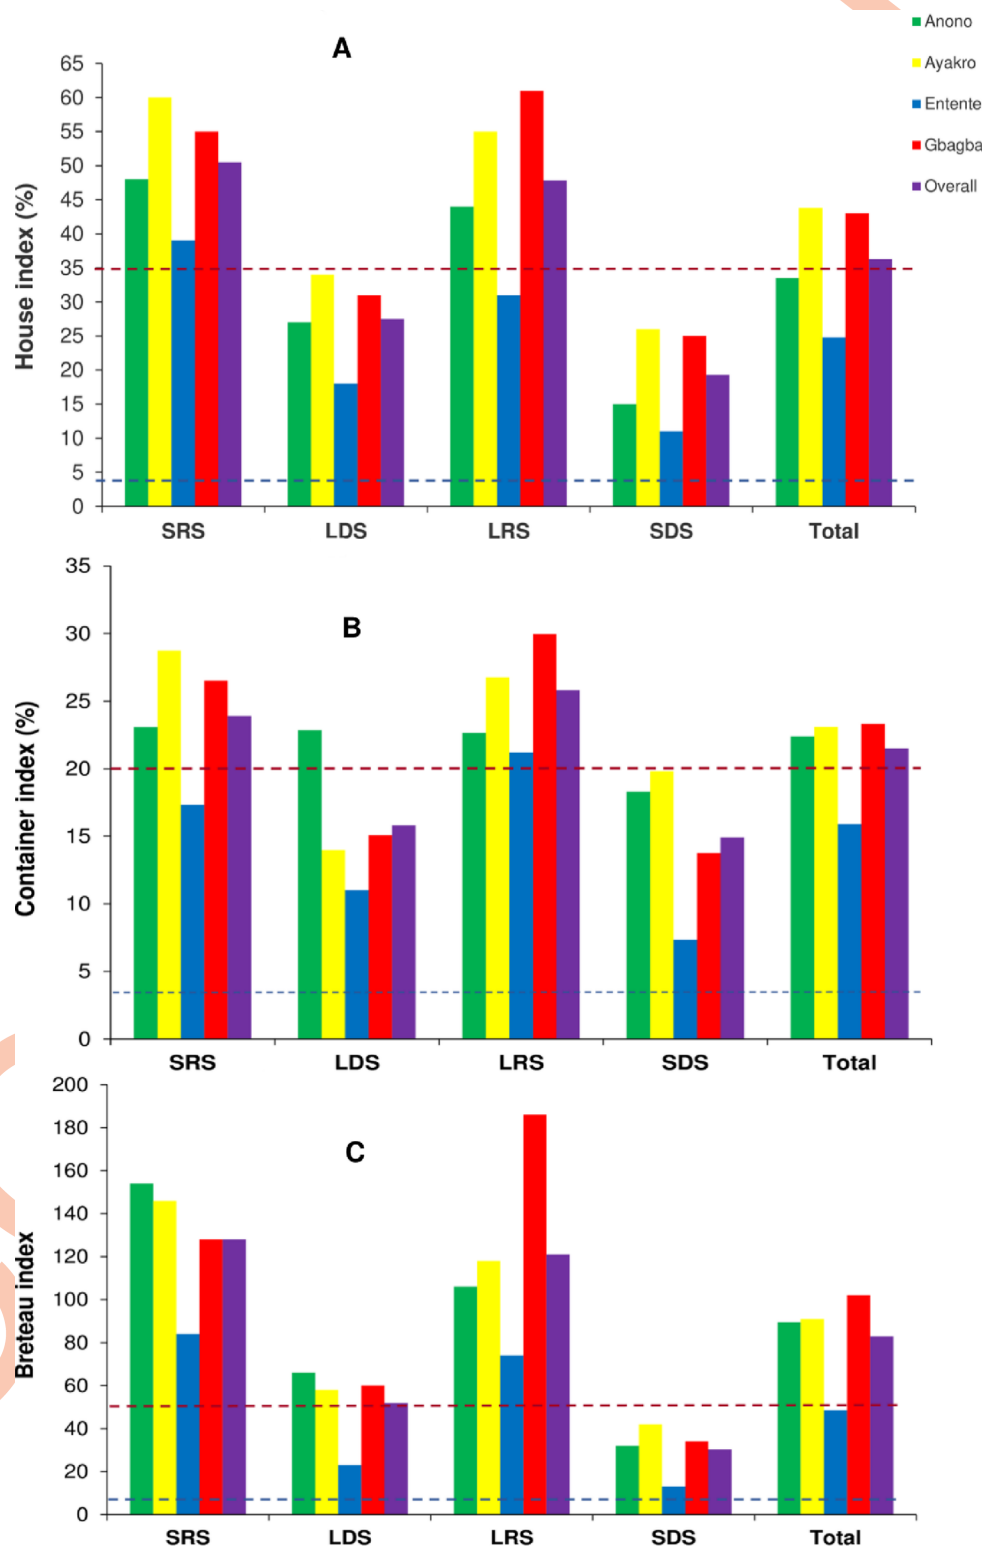 A
Anono
Ayakro
Entente
Gbagba
Overall
House index (%)
65
60
55
50
45
40
35
30
25
20
15
10
5
0
SRS LDS LRS SDS Total
B
Container index (%)
35
30
25
20
15
10
5
0
SRS LDS LRS SDS Total
C
Breteau index
200
180
160
140
120
100
80
60
40
20
0
SRS LDS LRS SDS Total